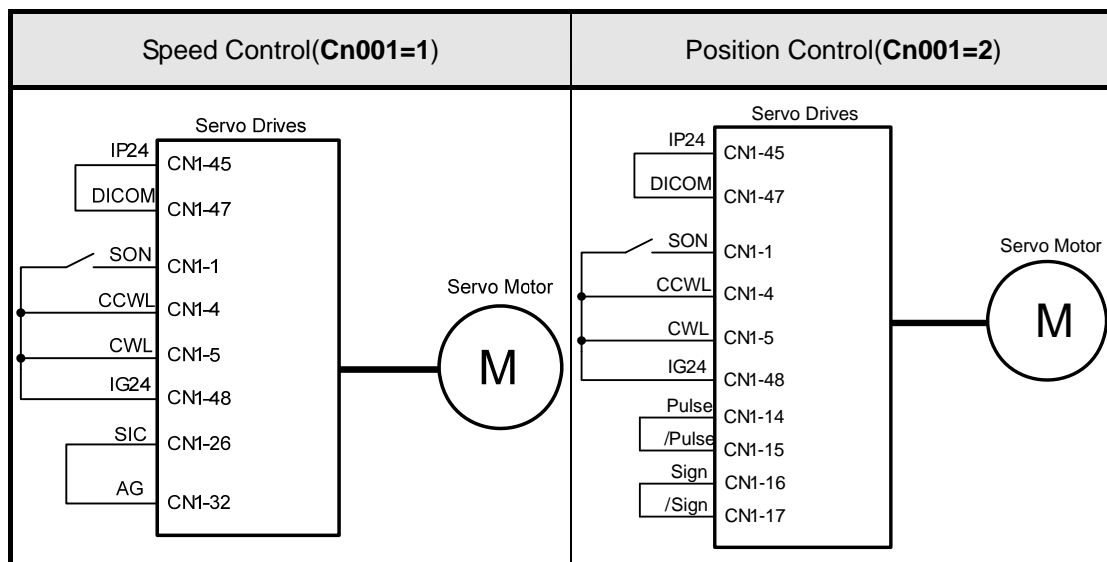 Speed Control(Cn001=1)
Position Control(Cn001=2)
Servo Drives
IP24 CN1-45
DICOM CN1-47
SON CN1-1
CCWL CN1-4
CWL CN1-5
IG24 CN1-48
SIC CN1-26
AG CN1-32
Servo Motor
M
Servo Drives
IP24 CN1-45
DICOM CN1-47
SON CN1-1
CCWL CN1-4
CWL CN1-5
IG24 CN1-48
Pulse CN1-14
/Pulse CN1-15
Sign CN1-16
/Sign CN1-17
Servo Motor
M